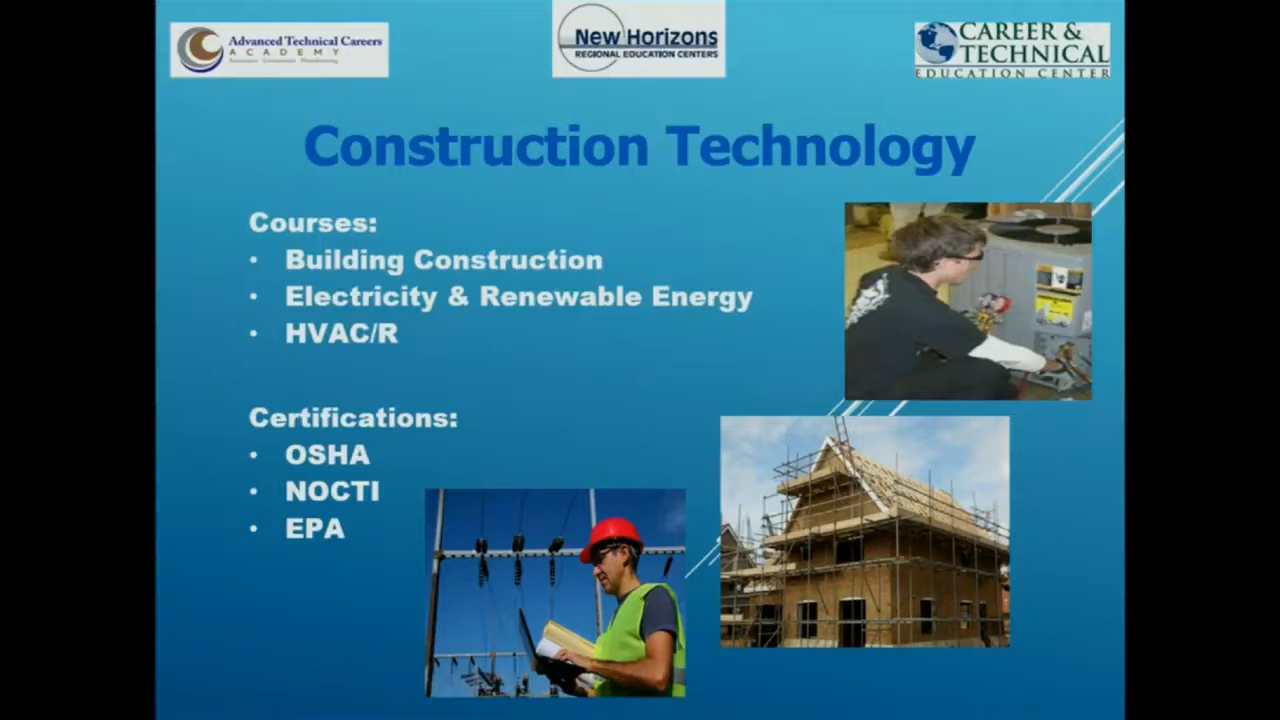 Advanced Technical Careers
ACADEMY
New Horizons
REGIONAL EDUCATION CENTERS
CAREER &
TECHNICAL
EDUCATION CENTER
Construction Technology
Courses:
• Building Construction
• Electricity & Renewable Energy
• HVAC/R
Certifications:
• OSHA
• NOCTI
• EPA